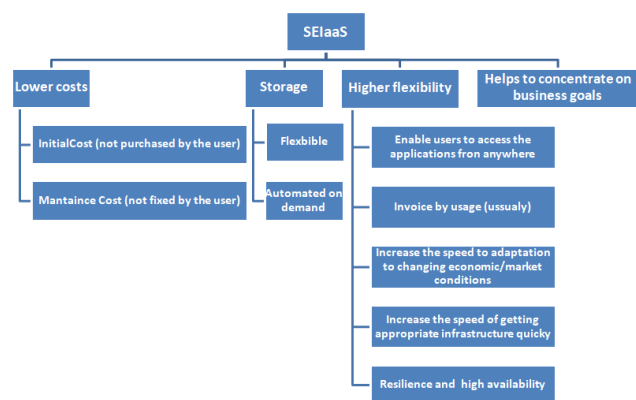 SEIaaS
Lower costs
Storage
Higher flexibility
Helps to concentrate on
business goals
InitialCost (not purchased by the user)
Mantaince Cost (not fixed by the user)
Flexbible
Automated on
demand
Enable users to access the
applications fron anywhere
Invoice by usage (ussualy)
Increase the speed to adaptation
to changing economic/market
conditions
Increase the speed of getting
appropriate infrastructure quicky
Resilience and high availability